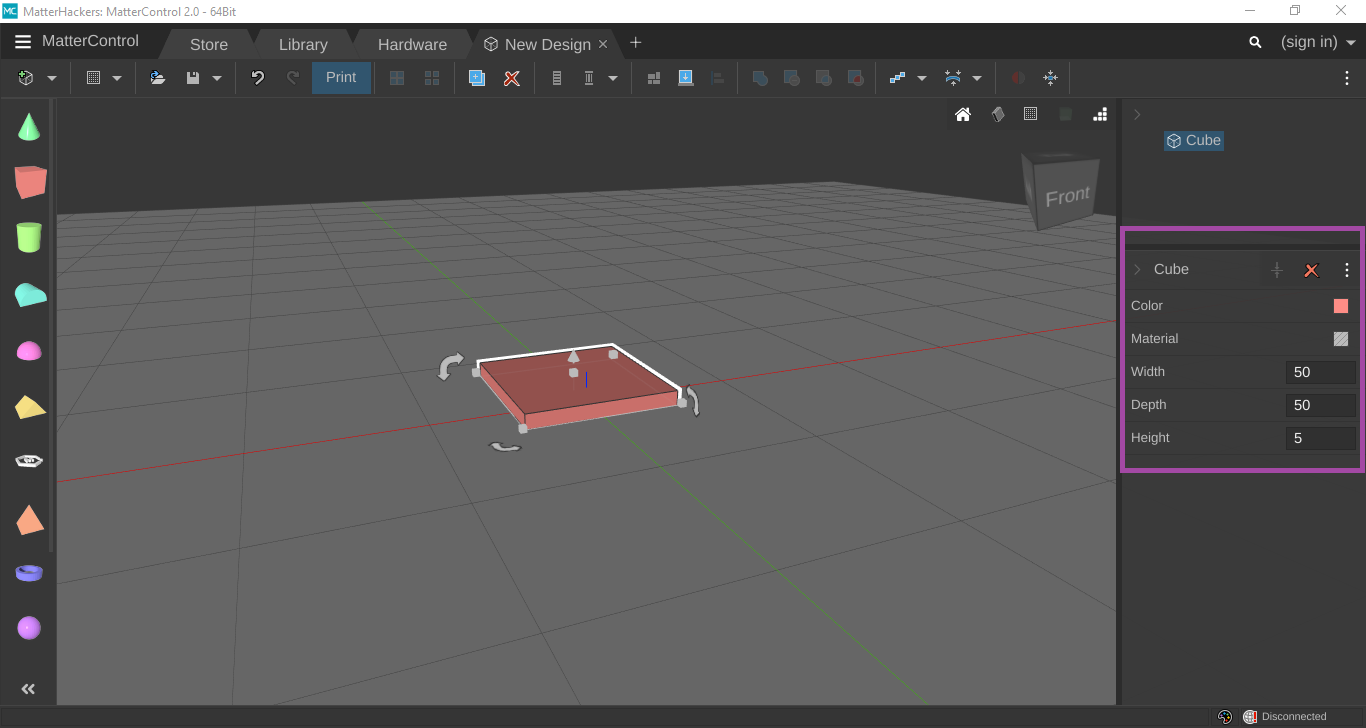 MC MatterHackers: MatterControl 2.0 - 64Bit
MatterControl Store Library Hardware New Design (sign in)
Print
Cube
Front
Cube
Color
Material
Width 50
Depth 50
Height 5
Disconnected